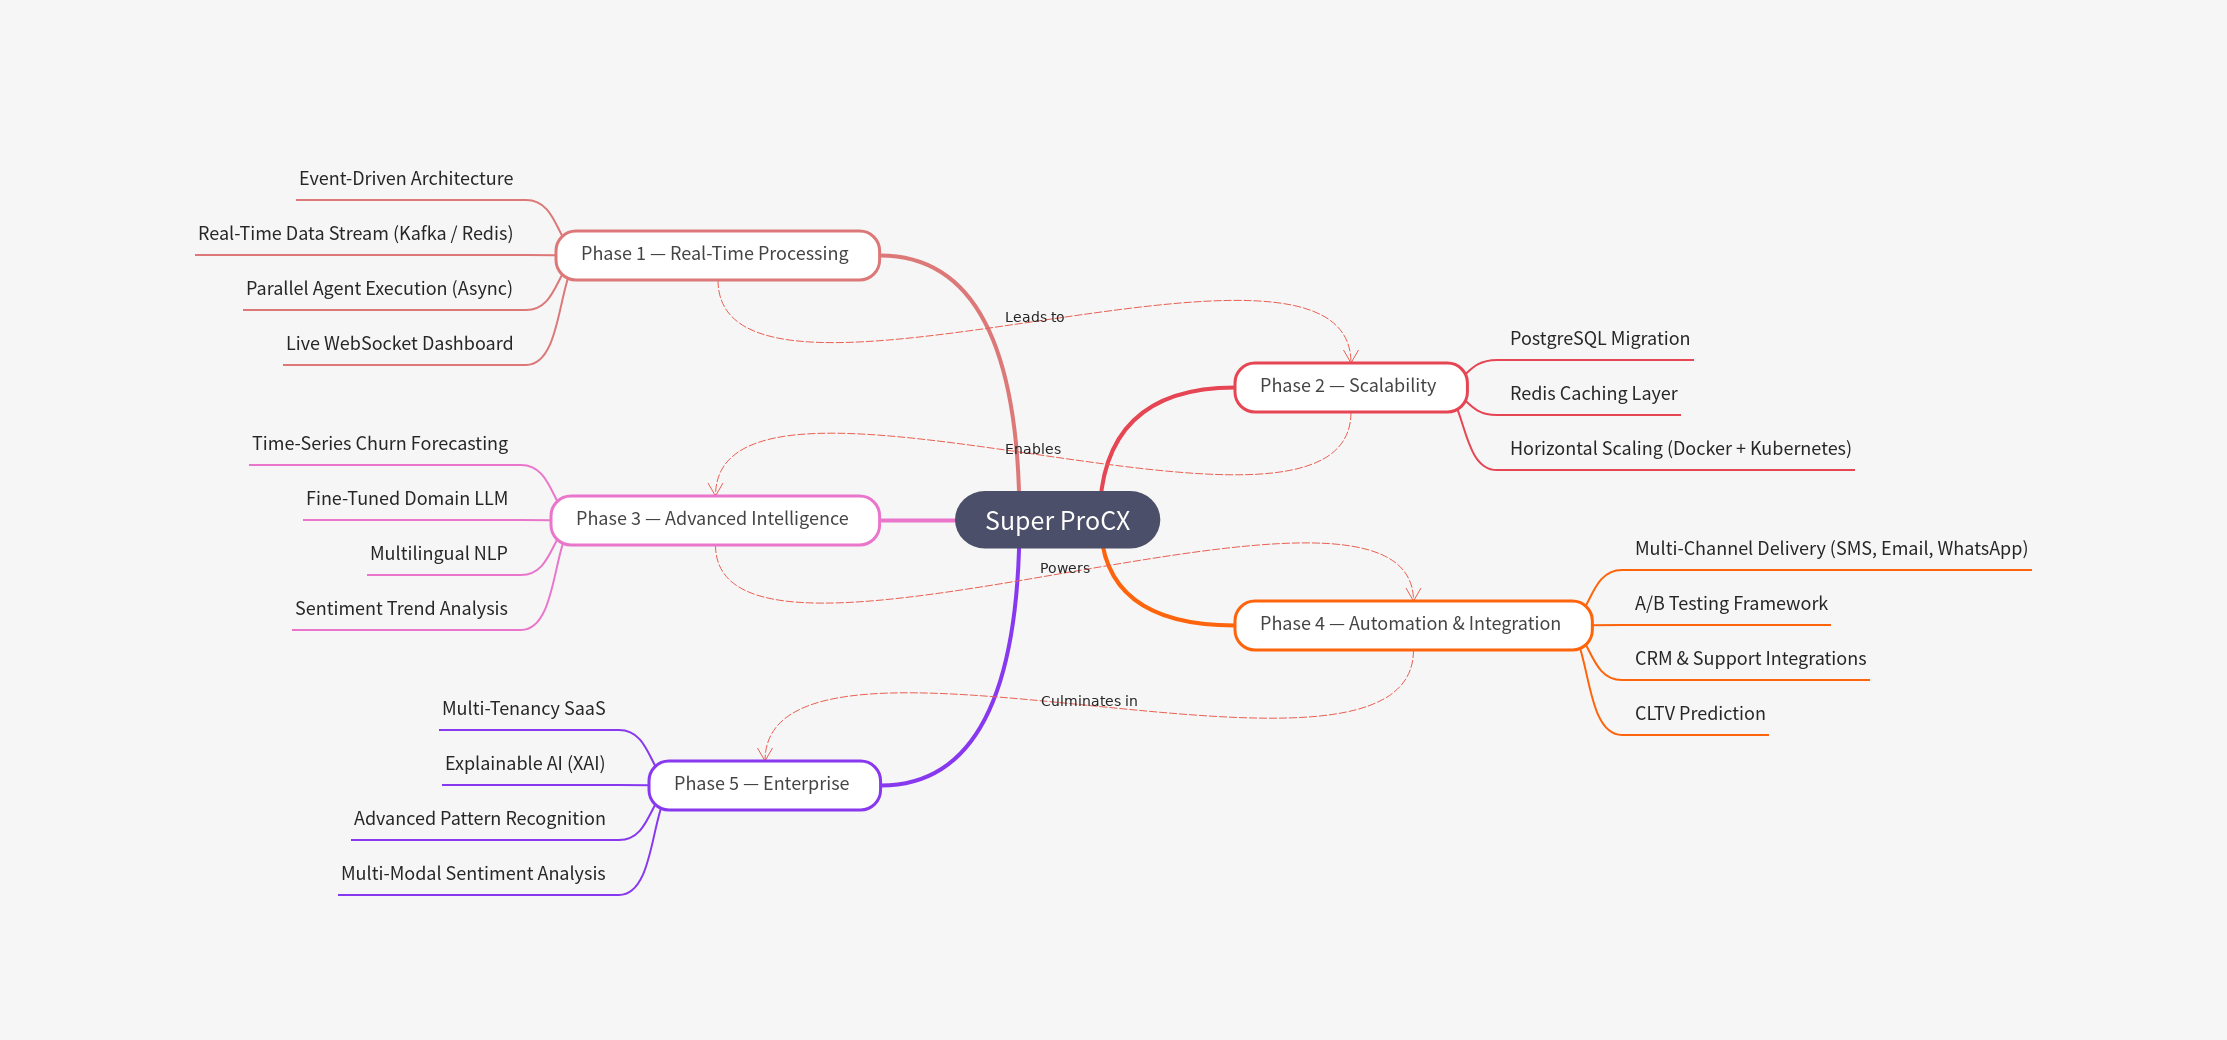 Super ProCX
Phase 1 — Real-Time Processing
Event-Driven Architecture
Real-Time Data Stream (Kafka / Redis)
Parallel Agent Execution (Async)
Live WebSocket Dashboard
Leads to
Phase 2 — Scalability
PostgreSQL Migration
Redis Caching Layer
Horizontal Scaling (Docker + Kubernetes)
Enables
Phase 3 — Advanced Intelligence
Time-Series Churn Forecasting
Fine-Tuned Domain LLM
Multilingual NLP
Sentiment Trend Analysis
Powers
Phase 4 — Automation & Integration
Multi-Channel Delivery (SMS, Email, WhatsApp)
A/B Testing Framework
CRM & Support Integrations
CLTV Prediction
Culminates in
Phase 5 — Enterprise
Multi-Tenancy SaaS
Explainable AI (XAI)
Advanced Pattern Recognition
Multi-Modal Sentiment Analysis